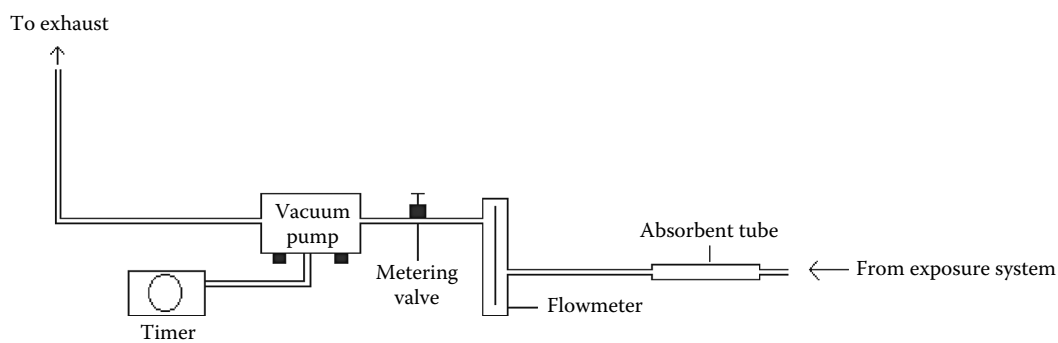 To exhaust
Vacuum
pump
Absorbent tube
Metering
valve
From exposure system
Flowmeter
Timer